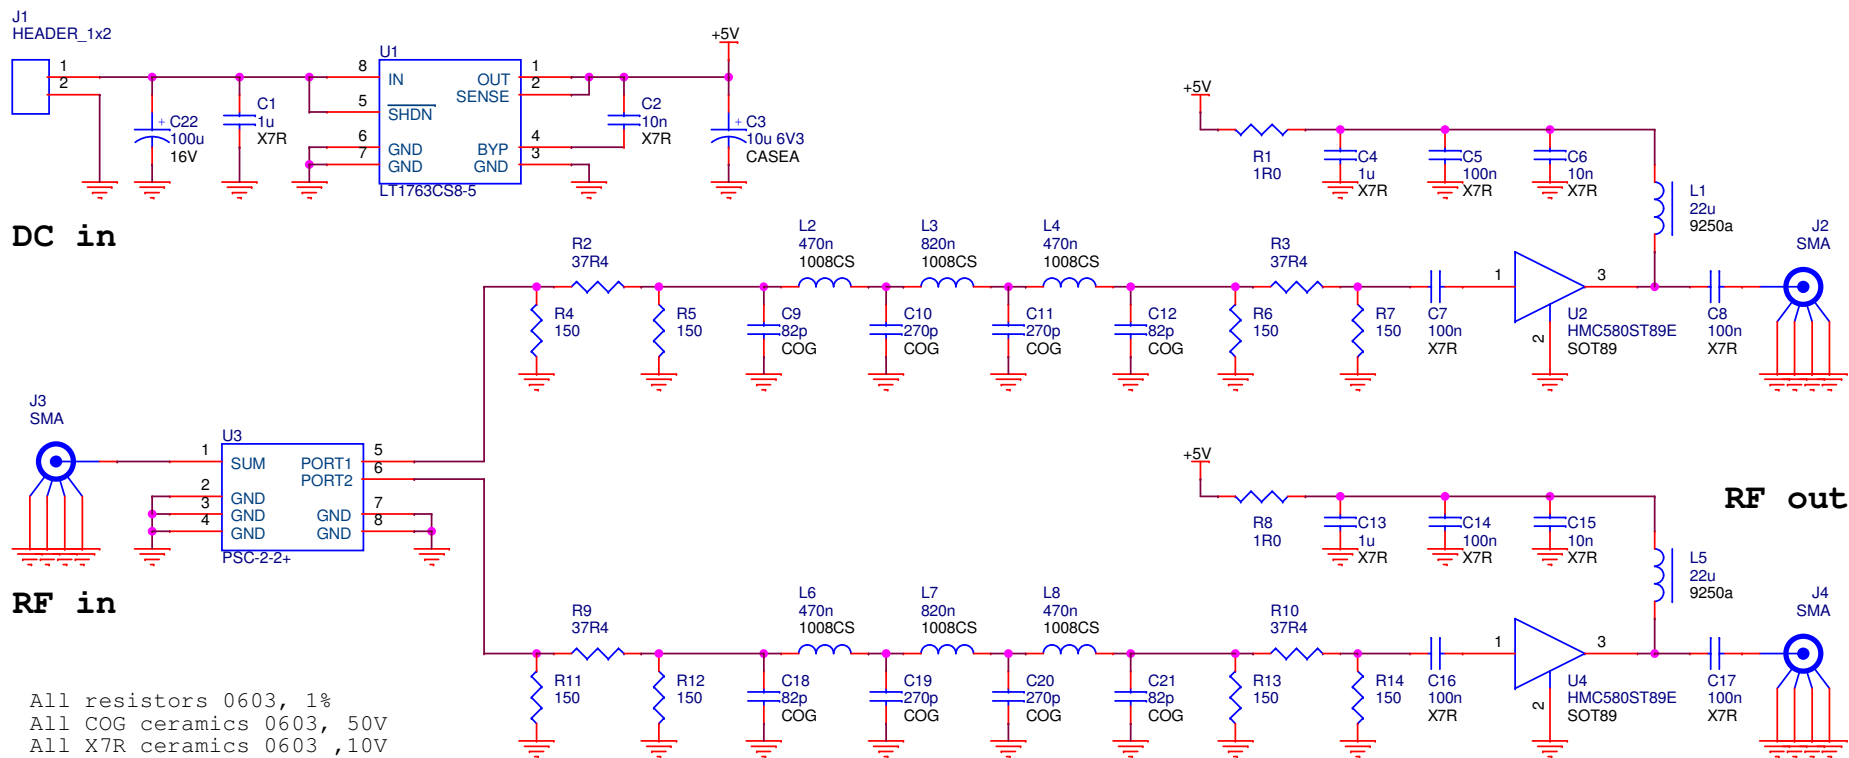 J1
HEADER_1x2
1
2
+ C22
100u
16V
C1
1u
X7R
U1
8
IN
5
SHDN
6
GND
7
GND
OUT
1
SENSE
2
BYP
4
GND
3
LT1763CS8-5
C2
10n
X7R
+5V
+ C3
10u 6V3
CASEA
DC in
+5V
R1
1R0
C4
1u
X7R
C5
100n
X7R
C6
10n
X7R
L1
22u
9250a
J2
SMA
R2
37R4
R4
150
R5
150
L2
470n
1008CS
L3
820n
1008CS
L4
470n
1008CS
C9
82p
COG
C10
270p
COG
C11
270p
COG
C12
82p
COG
R3
37R4
R6
150
R7
150
C7
100n
X7R
1
3
2
U2
HMC580ST89E
SOT89
C8
100n
X7R
J3
SMA
U3
1
SUM
2
GND
3
GND
4
GND
PORT1
5
PORT2
6
GND
7
GND
8
PSC-2-2+
RF in
+5V
R8
1R0
C13
1u
X7R
C14
100n
X7R
C15
10n
X7R
L5
22u
9250a
RF out
J4
SMA
R9
37R4
R11
150
R12
150
L6
470n
1008CS
L7
820n
1008CS
L8
470n
1008CS
C18
82p
COG
C19
270p
COG
C20
270p
COG
C21
82p
COG
R10
37R4
R13
150
R14
150
C16
100n
X7R
1
3
2
U4
HMC580ST89E
SOT89
C17
100n
X7R
All resistors 0603, 1%
All COG ceramics 0603, 50V
All X7R ceramics 0603 ,10V